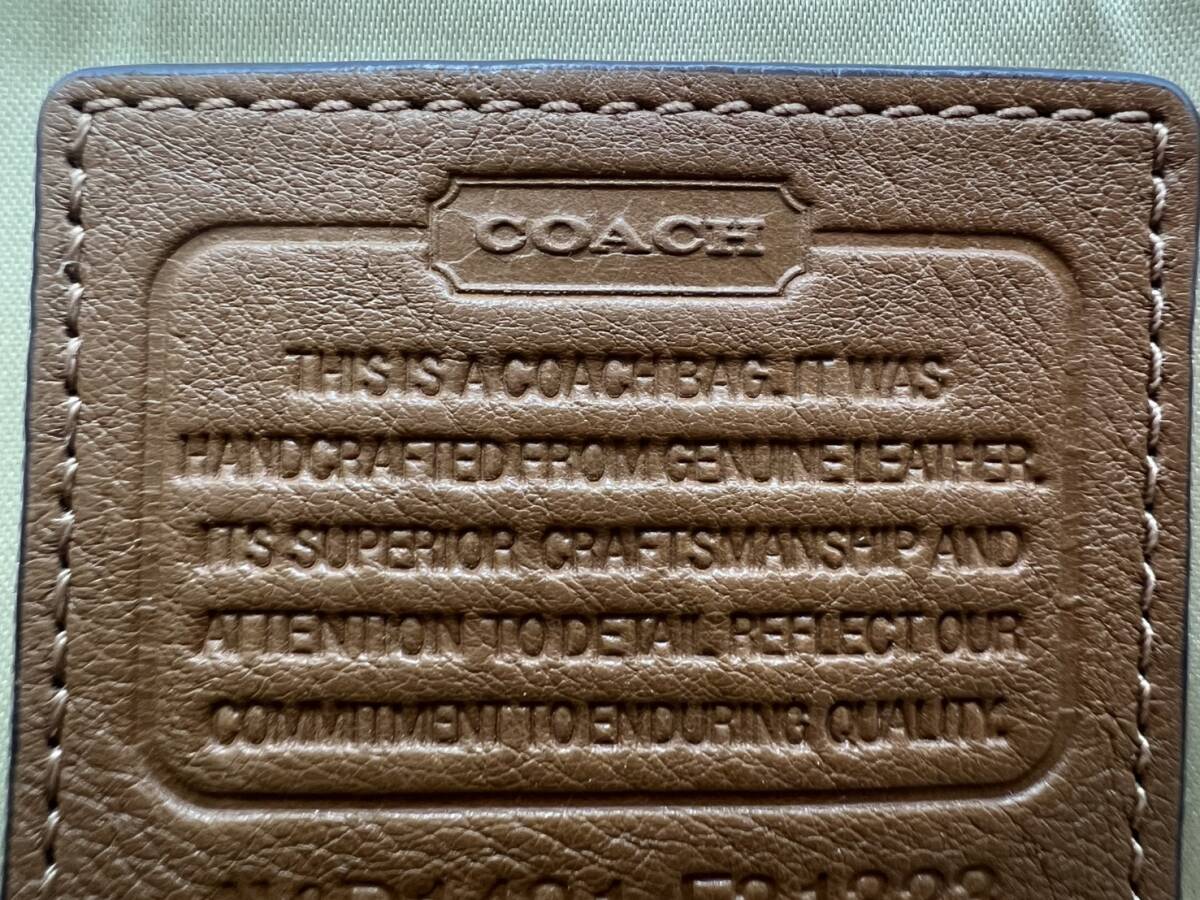 COACH
THIS IS A COACH BAG. IT WAS
HANDCRAFTED FROM GENUINE LEATHER.
IT'S SUPERIOR CRAFTSMANSHIP AND
ATTENTION TO DETAIL REFLECT OUR
COMMITMENT TO ENDURING QUALITY.